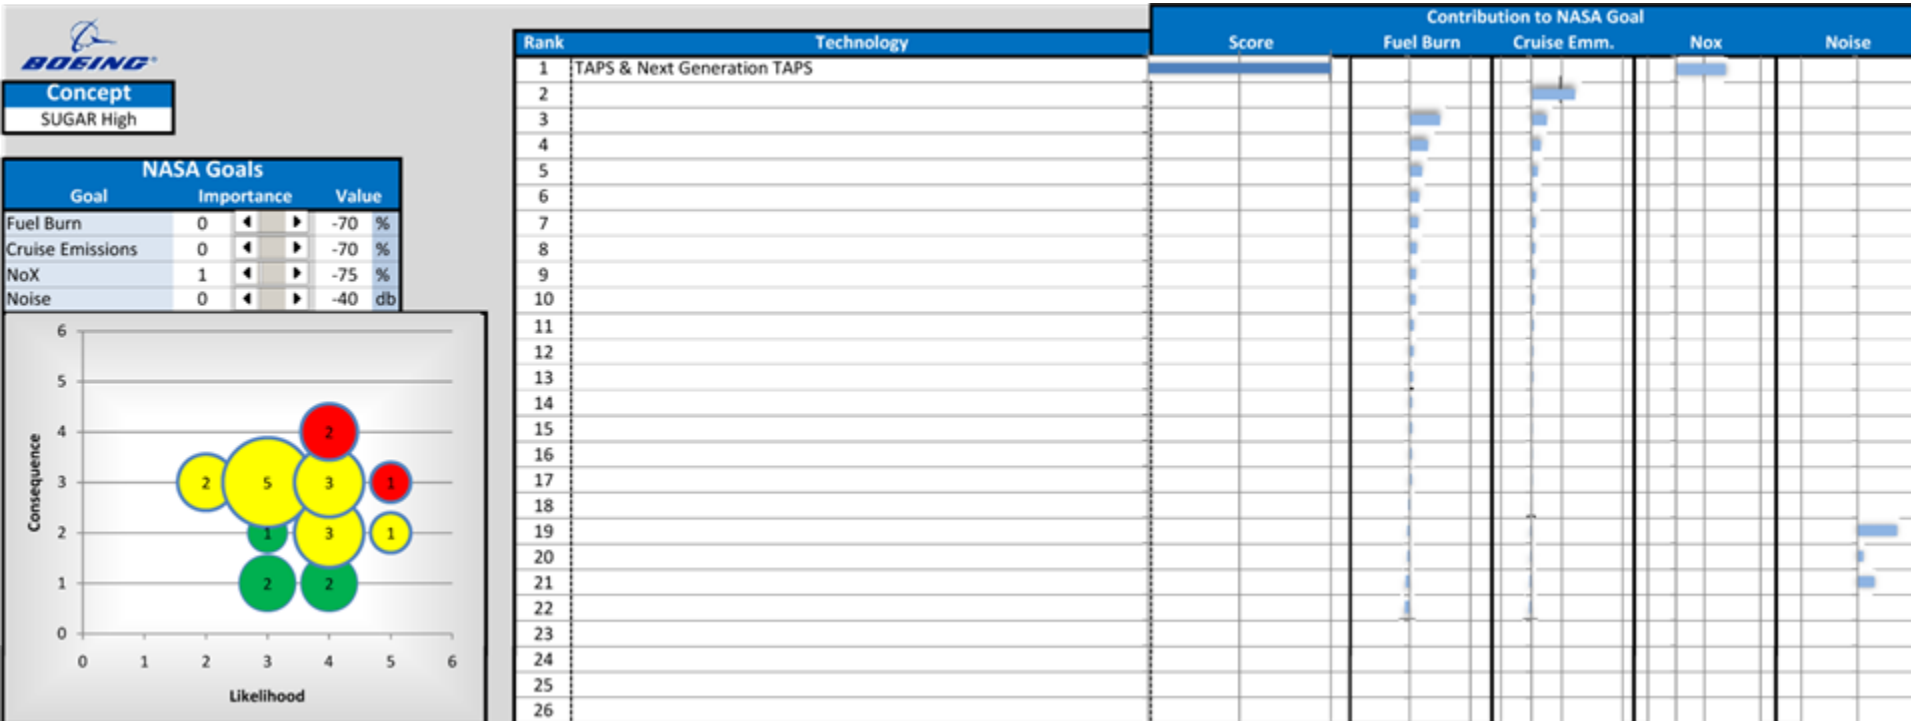 BOEING
Concept
SUGAR High
NASA Goals
Goal Importance Value
Fuel Burn 0 -70 %
Cruise Emissions 0 -70 %
NoX 1 -75 %
Noise 0 -40 db
6
5
4
3
2
1
0
Consequence
2
2
5
3
1
1
3
1
2
2
0 1 2 3 4 5 6
Likelihood
Contribution to NASA Goal
Rank Technology Score Fuel Burn Cruise Emm. Nox Noise
1 TAPS & Next Generation TAPS
2
3
4
5
6
7
8
9
10
11
12
13
14
15
16
17
18
19
20
21
22
23
24
25
26